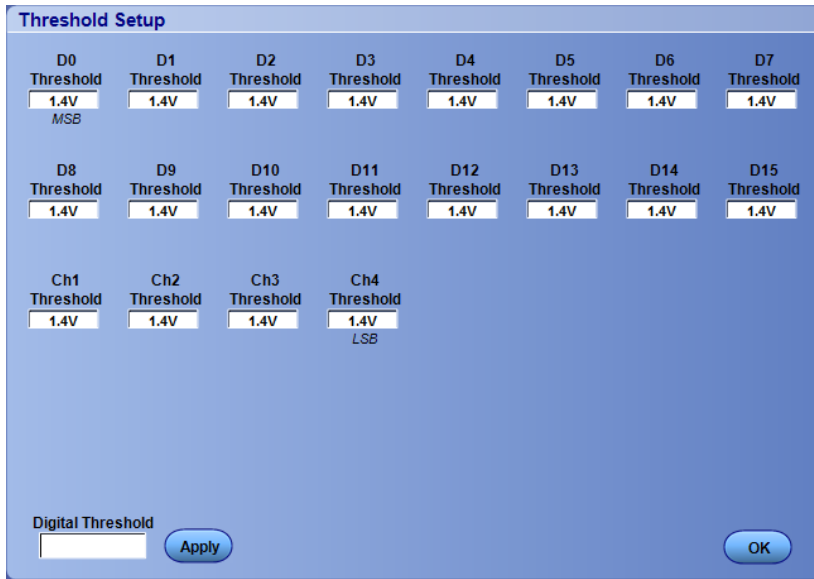 Threshold Setup
D0 D1 D2 D3 D4 D5 D6 D7
Threshold Threshold Threshold Threshold Threshold Threshold Threshold Threshold
1.4V 1.4V 1.4V 1.4V 1.4V 1.4V 1.4V 1.4V
MSB
D8 D9 D10 D11 D12 D13 D14 D15
Threshold Threshold Threshold Threshold Threshold Threshold Threshold Threshold
1.4V 1.4V 1.4V 1.4V 1.4V 1.4V 1.4V 1.4V
Ch1 Ch2 Ch3 Ch4
Threshold Threshold Threshold Threshold
1.4V 1.4V 1.4V 1.4V
LSB
Digital Threshold
Apply OK